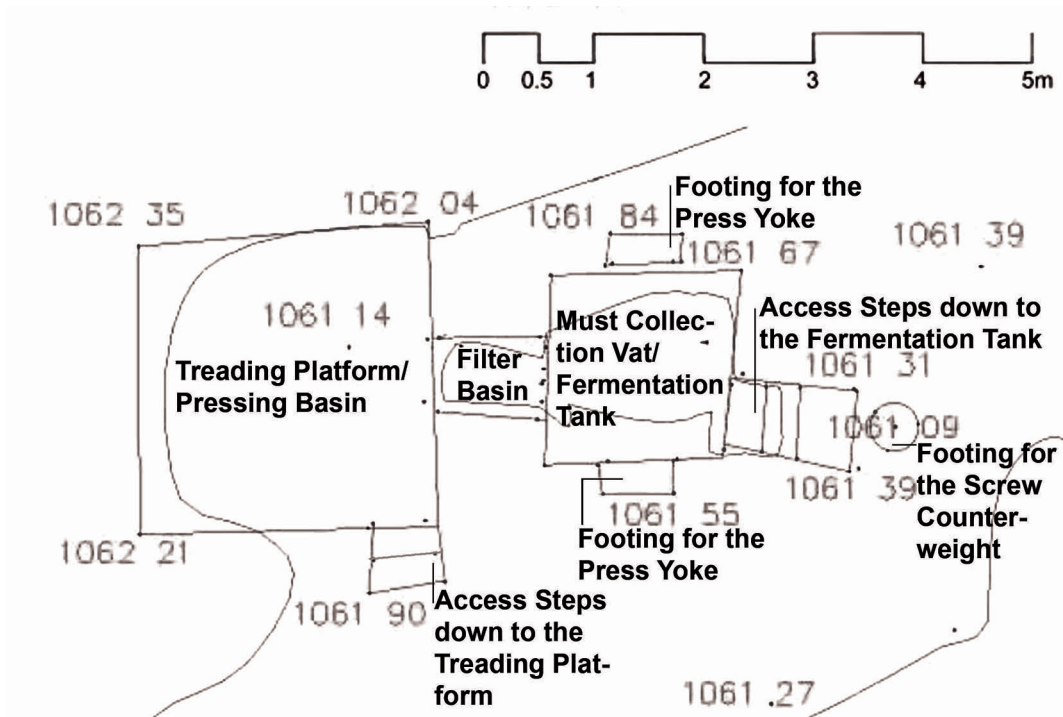 0 0.5 1 2 3 4 5m
1062 35
1062 04
1061 84
Footing for the
Press Yoke
1061 67
1061 39
1061 14
Treading Platform/
Pressing Basin
Filter
Basin
Must Collec-
tion Vat/
Fermentation
Tank
Access Steps down to
the Fermentation Tank
1061 31
1061 09
Footing for
the Screw
Counter-
weight
1061 39
1061 55
Footing for the
Press Yoke
1062 21
1061 90
Access Steps
down to the
Treading Plat-
form
1061 .27